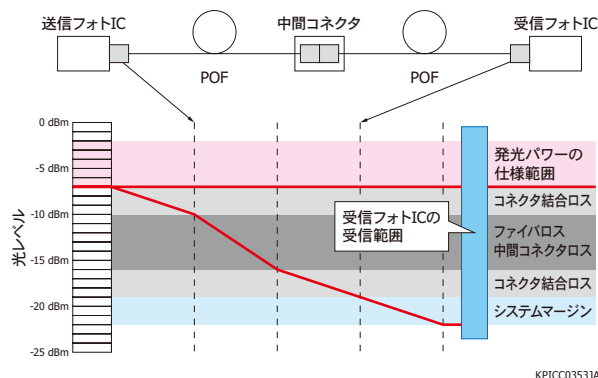 送信フォトIC
中間コネクタ
受信フォトIC
POF
POF
0 dBm
-5 dBm
-10 dBm
-15 dBm
-20 dBm
-25 dBm
光レベル
発光パワーの
仕様範囲
コネクタ結合ロス
受信フォトICの
受信範囲
ファイバロス
中間コネクタロス
コネクタ結合ロス
システムマージン
KPICC0353JA